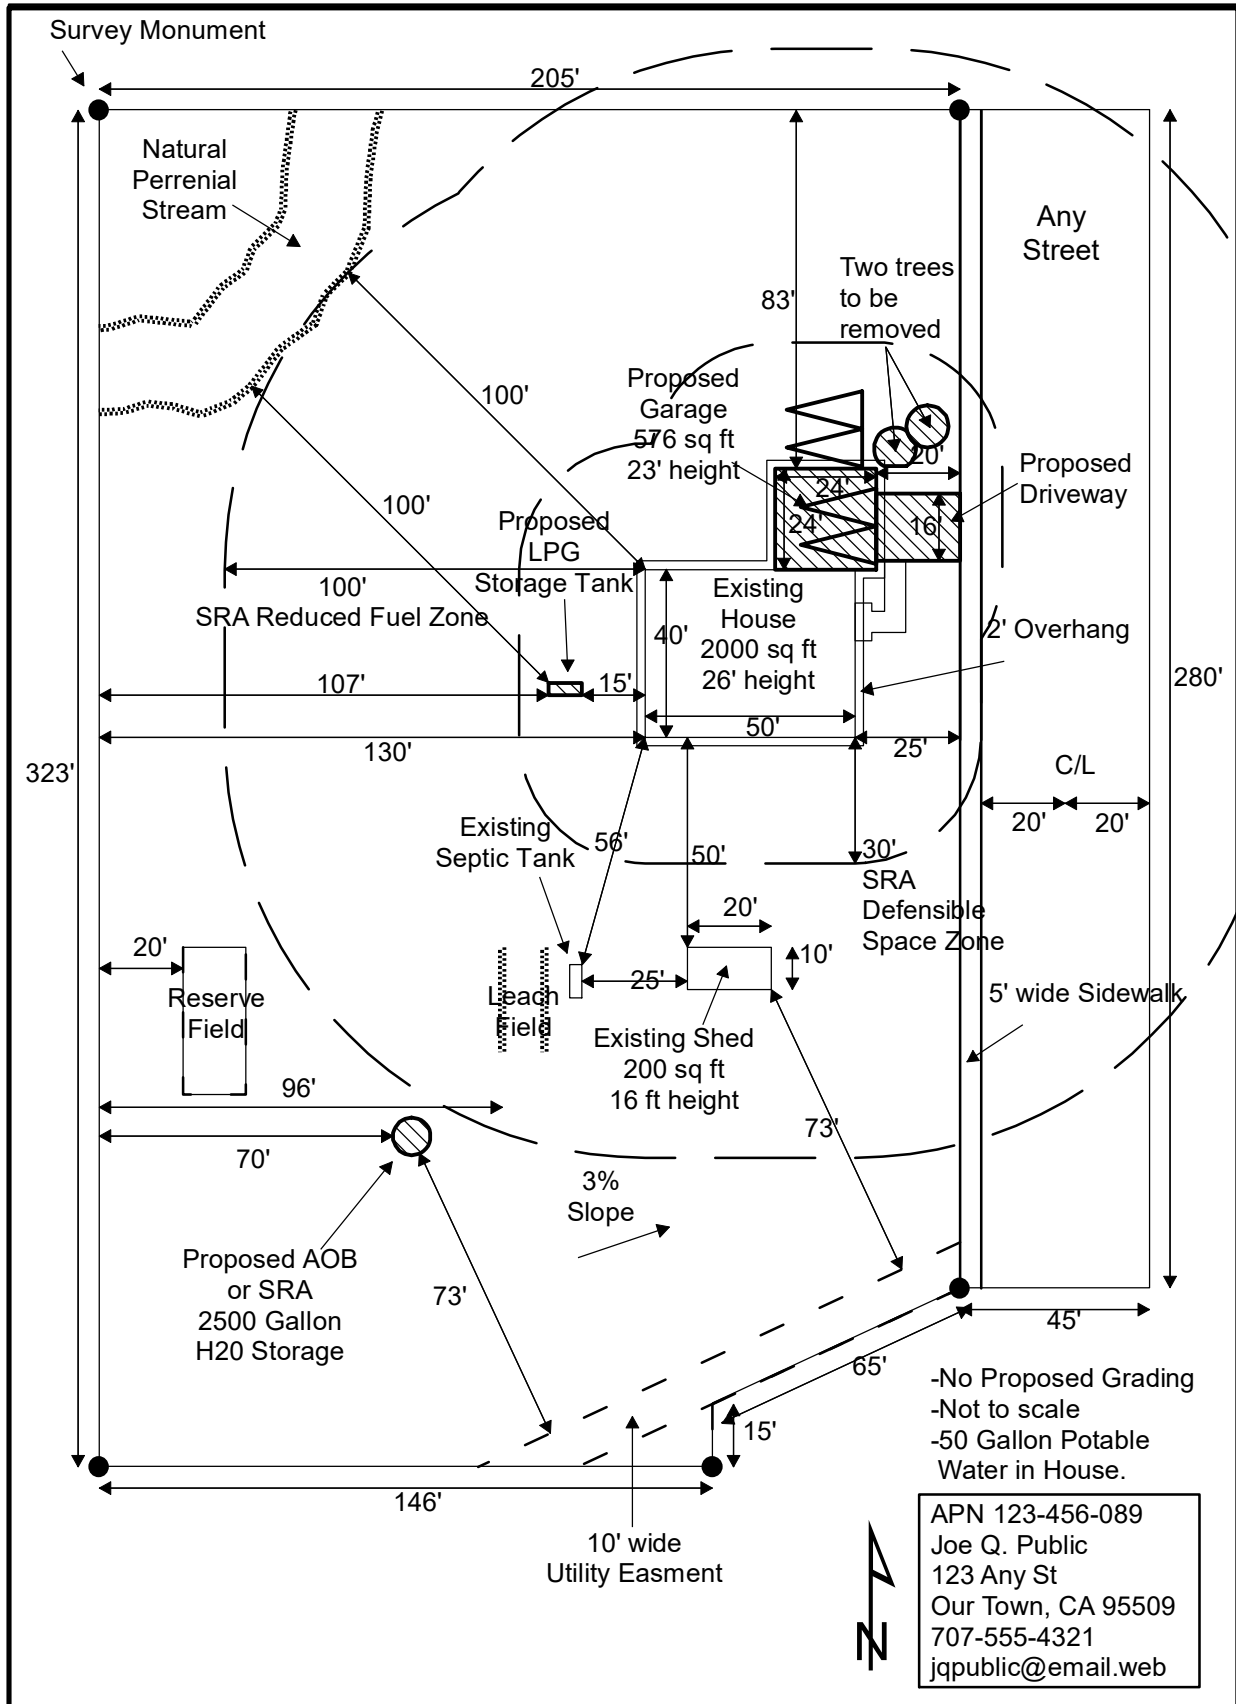 Survey Monument
205'
Natural
Perrenial
Stream
Any
Street
Two trees
to be
removed
83'
100'
Proposed
Garage
576 sq ft
23' height
20'
24'
24'
16'
Proposed
Driveway
100'
Proposed
LPG
Storage Tank
100'
SRA Reduced Fuel Zone
Existing
House
2000 sq ft
26' height
40'
2' Overhang
107'
15'
50'
280'
130'
25'
323'
C/L
20'
20'
Existing
Septic Tank
56'
50'
30'
SRA
Defensible
Space Zone
20'
10'
20'
Reserve
Field
Leach
Field
25'
5' wide Sidewalk
Existing Shed
200 sq ft
16 ft height
96'
73'
70'
3%
Slope
Proposed AOB
or SRA
2500 Gallon
H20 Storage
73'
45'
65'
15'
-No Proposed Grading
-Not to scale
-50 Gallon Potable
Water in House.
146'
10' wide
Utility Easment
N
APN 123-456-089
Joe Q. Public
123 Any St
Our Town, CA 95509
707-555-4321
jqpublic@email.web